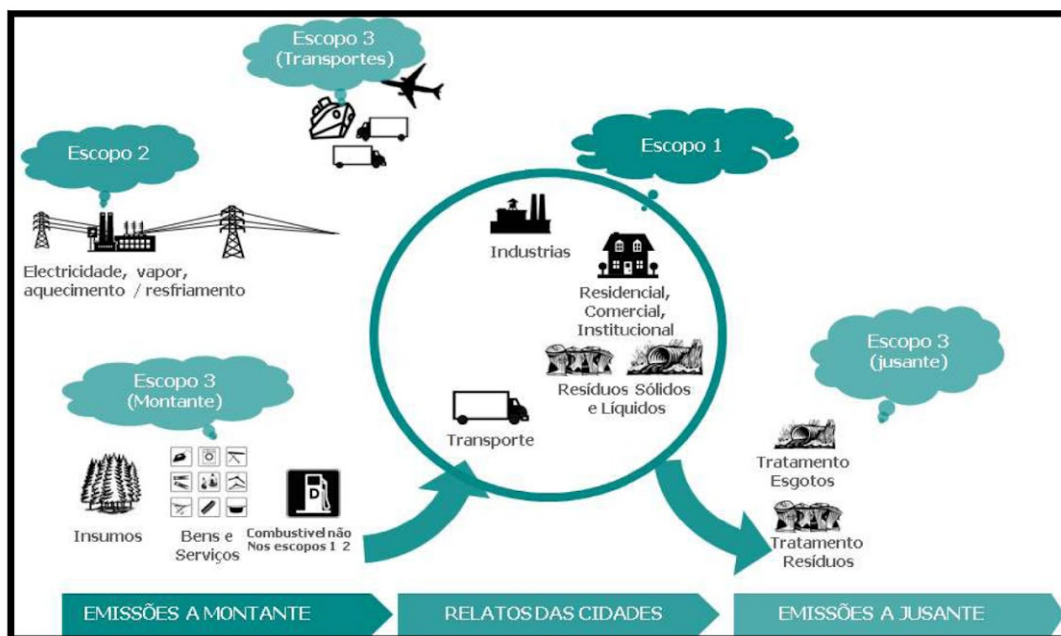 Escopo 3
(Transportes)
Escopo 2
Escopo 1
Industrias
Electricidade, vapor,
aquecimento / resfriamento
Residencial,
Comercial,
Institucional
Escopo 3
(jusante)
Resíduos Sólidos
e Líquidos
Escopo 3
(Montante)
Transporte
Tratamento
Esgotos
D
Insumos
Bens e
Serviços
Combustivel não
Nos escopos 1 2
Tratamento
Resíduos
EMISSÕES A MONTANTE
RELATOS DAS CIDADES
EMISSÕES A JUSANTE